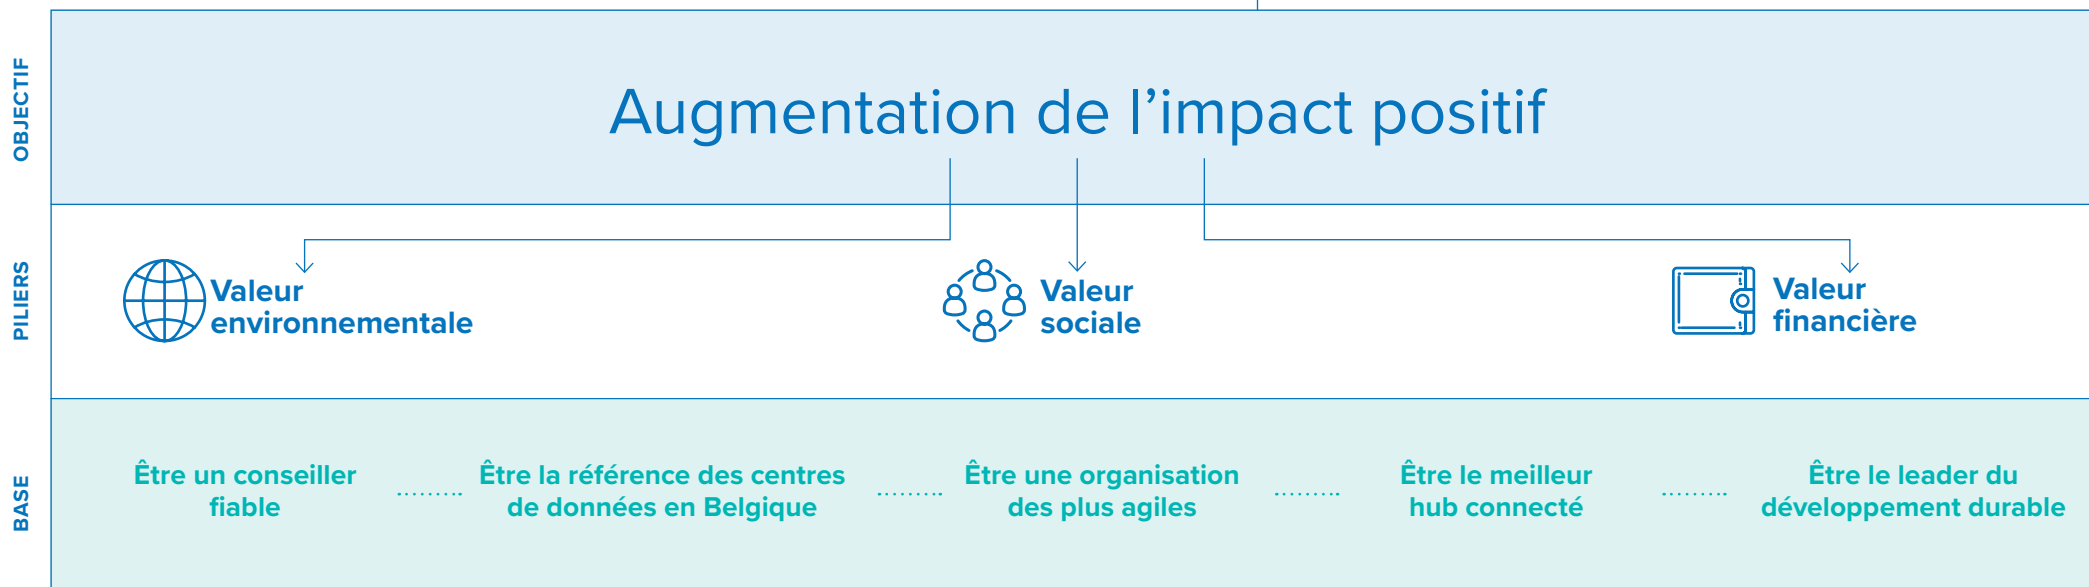 OBJECTIF
Augmentation de l’impact positif
PILIERS
Valeur
environnementale
Valeur
sociale
Valeur
financière
BASE
Être un conseiller
fiable
Être la référence des centres
de données en Belgique
Être une organisation
des plus agiles
Être le meilleur
hub connecté
Être le leader du
développement durable